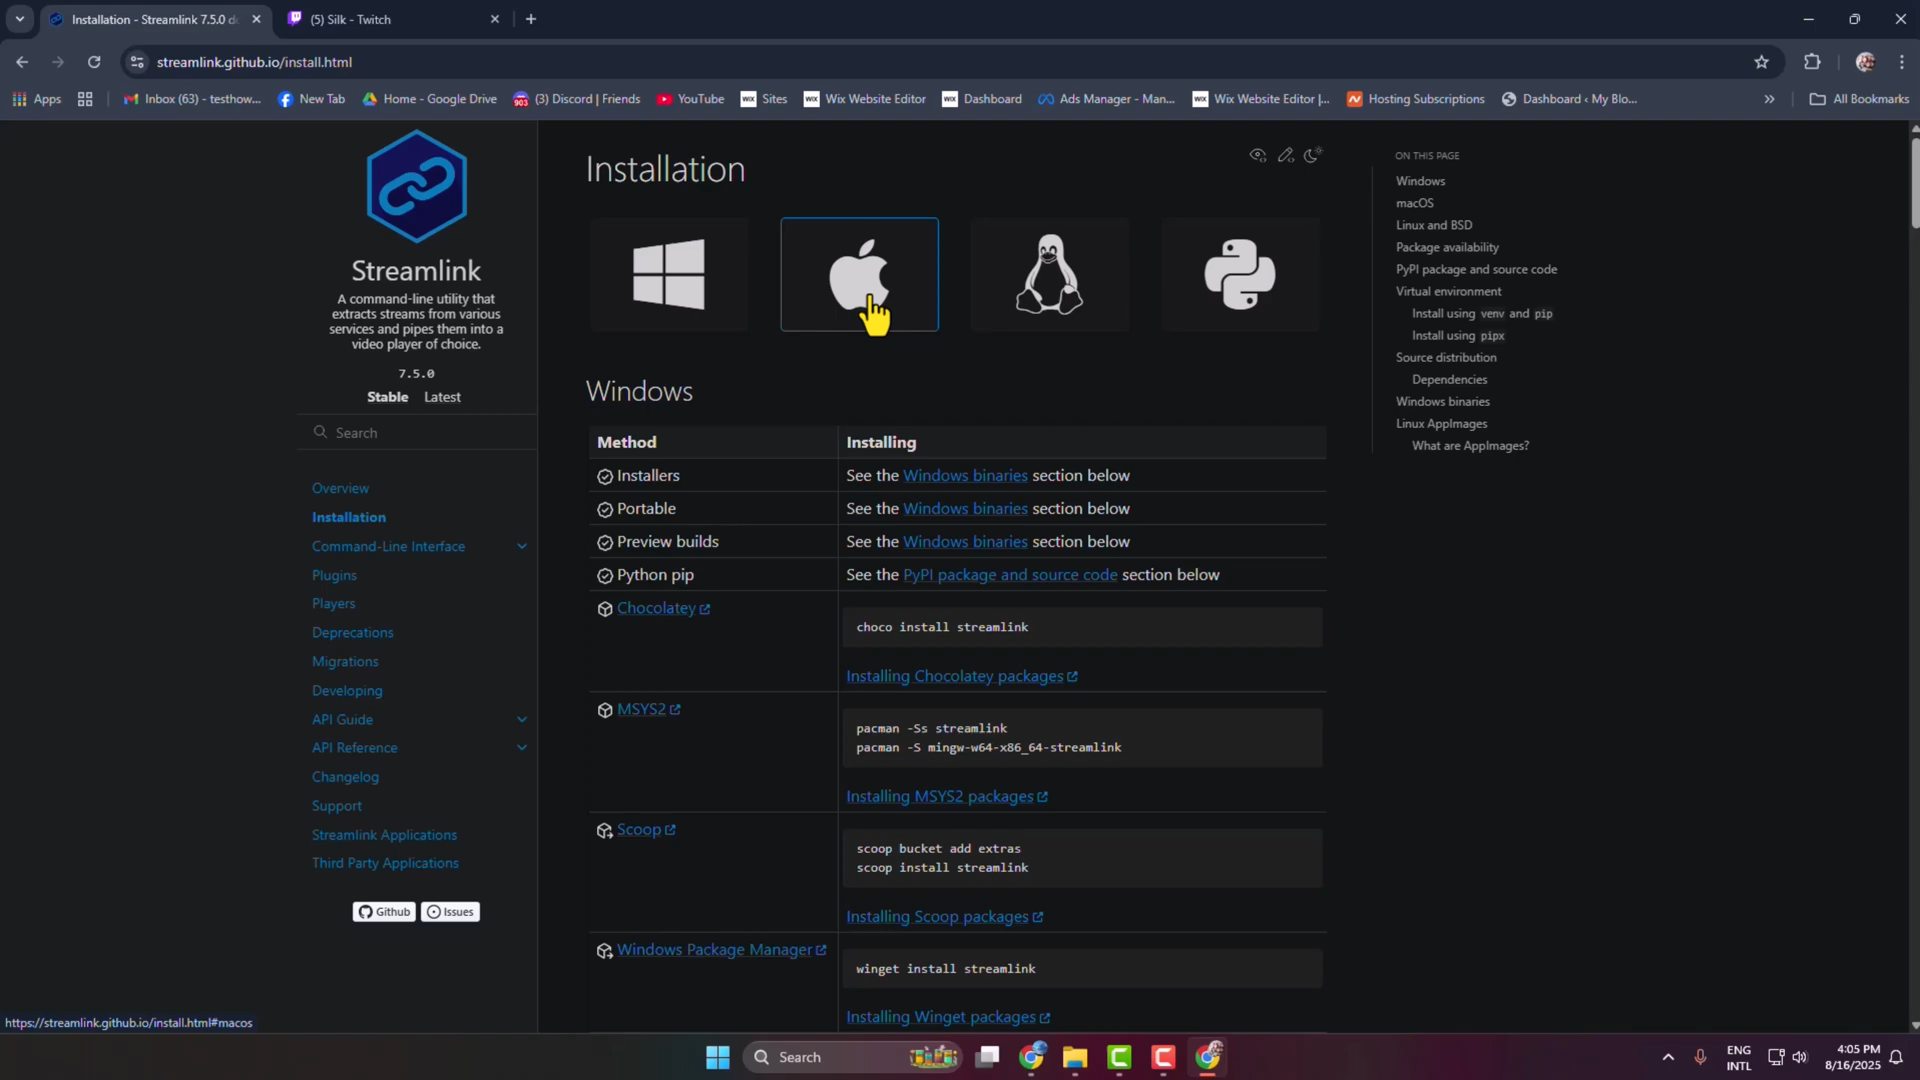 Installation - Streamlink 7.5.0 d
(5) Silk - Twitch
streamlink.github.io/install.html
Apps
Inbox (63) - testhow...
New Tab
Home - Google Drive
(3) Discord | Friends
YouTube
Sites
Wix Website Editor
Dashboard
Ads Manager - Man...
Wix Website Editor |...
Hosting Subscriptions
Dashboard ‹ My Blo...
All Bookmarks
Streamlink
A command-line utility that
extracts streams from various
services and pipes them into a
video player of choice.
7.5.0
Stable Latest
Search
Overview
Installation
Command-Line Interface
Plugins
Players
Deprecations
Migrations
Developing
API Guide
API Reference
Changelog
Support
Streamlink Applications
Third Party Applications
Github Issues
Installation
Windows
Method Installing
Installers See the Windows binaries section below
Portable See the Windows binaries section below
Preview builds See the Windows binaries section below
Python pip See the PyPI package and source code section below
Chocolatey
choco install streamlink
Installing Chocolatey packages
MSYS2
pacman -Ss streamlink
pacman -S mingw-w64-x86_64-streamlink
Installing MSYS2 packages
Scoop
scoop bucket add extras
scoop install streamlink
Installing Scoop packages
Windows Package Manager
winget install streamlink
Installing Winget packages
ON THIS PAGE
Windows
macOS
Linux and BSD
Package availability
PyPI package and source code
Virtual environment
Install using venv and pip
Install using pipx
Source distribution
Dependencies
Windows binaries
Linux AppImages
What are AppImages?
https://streamlink.github.io/install.html#macos
Search
ENG
INTL
4:05 PM
8/16/2025